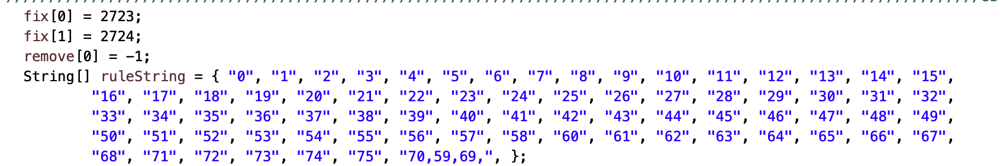 fix[0] = 2723;
fix[1] = 2724;
remove[0] = -1;
String[] ruleString = { "0", "1", "2", "3", "4", "5", "6", "7", "8", "9", "10", "11", "12", "13", "14", "15",
"16", "17", "18", "19", "20", "21", "22", "23", "24", "25", "26", "27", "28", "29", "30", "31", "32",
"33", "34", "35", "36", "37", "38", "39", "40", "41", "42", "43", "44", "45", "46", "47", "48", "49",
"50", "51", "52", "53", "54", "55", "56", "57", "58", "60", "61", "62", "63", "64", "65", "66", "67",
"68", "71", "72", "73", "74", "75", "70,59,69,", };